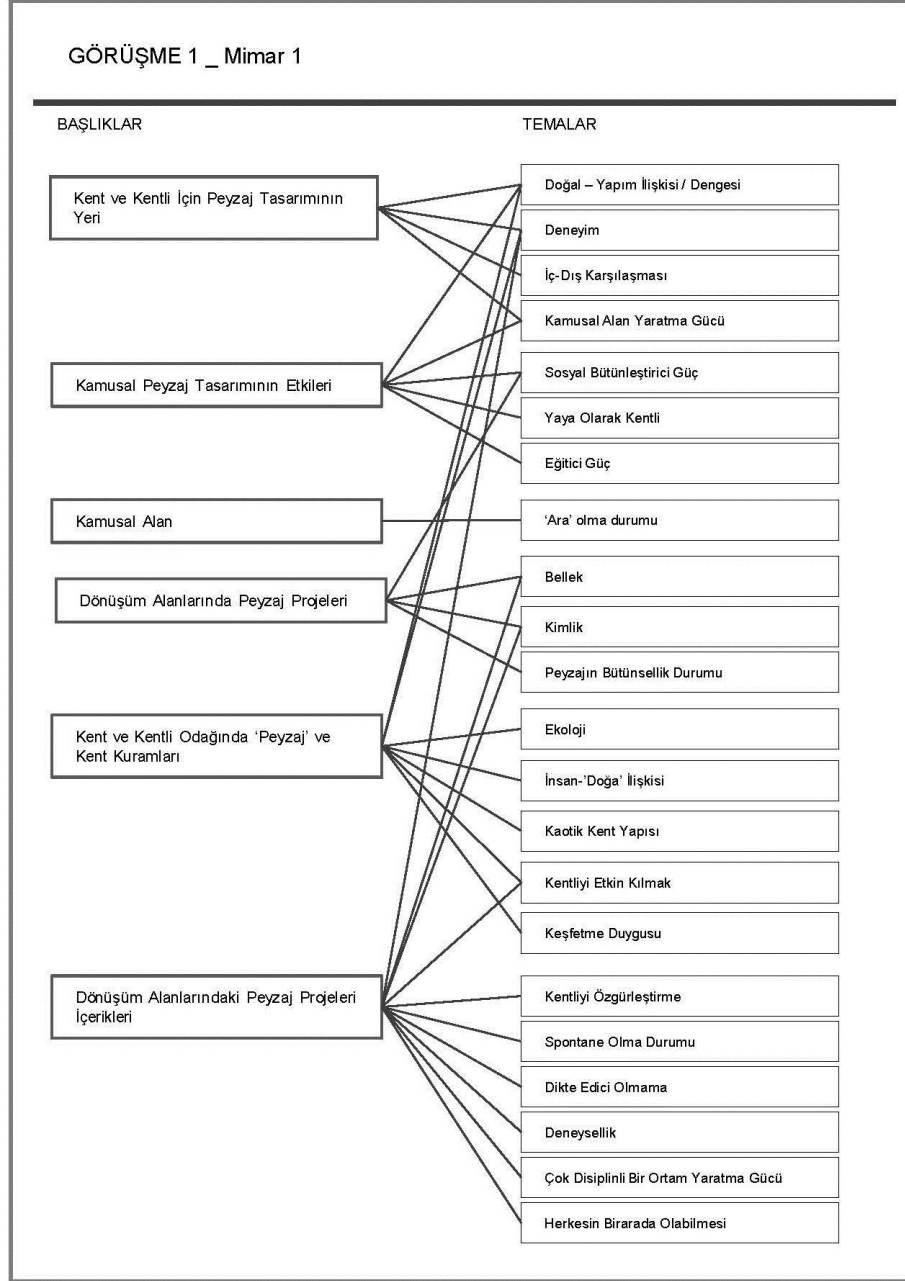 GÖRÜŞME 1 _ Mimar 1
BAŞLIKLAR
TEMALAR
Kent ve Kentli İçin Peyzaj Tasarımının
Yeri
Kamusal Peyzaj Tasarımının Etkileri
Kamusal Alan
Dönüşüm Alanlarında Peyzaj Projeleri
Kent ve Kentli Odağında ‘Peyzaj’ ve
Kent Kuramları
Dönüşüm Alanlarındaki Peyzaj Projeleri
İçerikleri
Doğal – Yapım İlişkisi / Dengesi
Deneyim
İç-Dış Karşılaşması
Kamusal Alan Yaratma Gücü
Sosyal Bütünleştirici Güç
Yaya Olarak Kentli
Eğitici Güç
‘Ara’ olma durumu
Bellek
Kimlik
Peyzajın Bütünsellik Durumu
Ekoloji
İnsan-’Doğa’ İlişkisi
Kaotik Kent Yapısı
Kentliyi Etkin Kılmak
Keşfetme Duygusu
Kentliyi Özgürleştirme
Spontane Olma Durumu
Dikte Edici Olmama
Deneysellik
Çok Disiplinli Bir Ortam Yaratma Gücü
Herkesin Birarada Olabilmesi